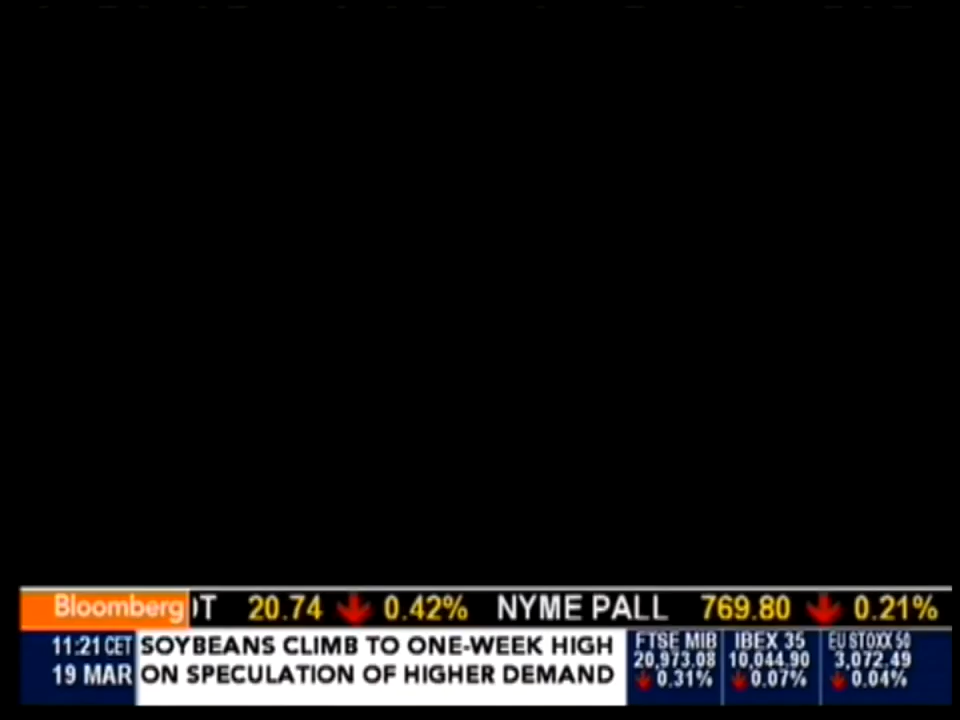 Bloomberg
20.74 0.42% NYME PALL 769.80 0.21%
11:21 CET
19 MAR
SOYBEANS CLIMB TO ONE-WEEK HIGH
ON SPECULATION OF HIGHER DEMAND
FTSE MIB
20,973.08
0.31%
IBEX 35
10,044.90
0.07%
EU STOXX 50
3,072.49
0.04%